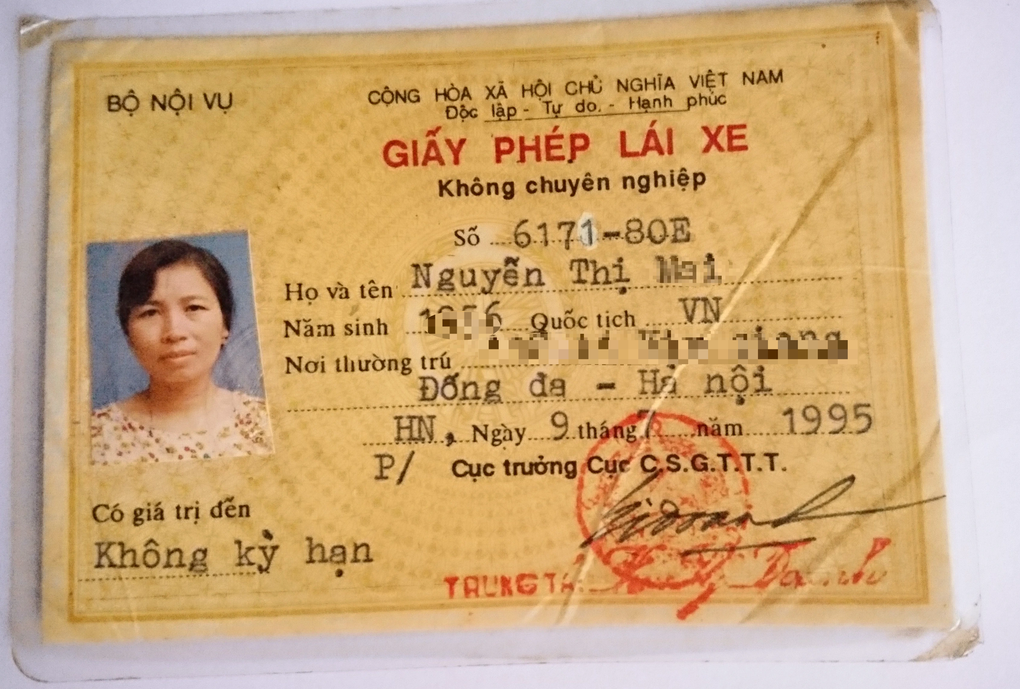 BỘ NỘI VỤ
CỘNG HÒA XÃ HỘI CHỦ NGHĨA VIỆT NAM
Độc lập - Tự do - Hạnh phúc
GIẤY PHÉP LÁI XE
Không chuyên nghiệp
Số 6171-80E
Họ và tên Nguyễn Thị
Năm sinh Quốc tịch VN
Nơi thường trú
Đống đa - Hà nội
HN, Ngày 9 tháng 7 năm 1995
P/ Cục trưởng Cục C.S.G.T.T.T.
Có giá trị đến
Không kỳ hạn
TRUNG TÁ: